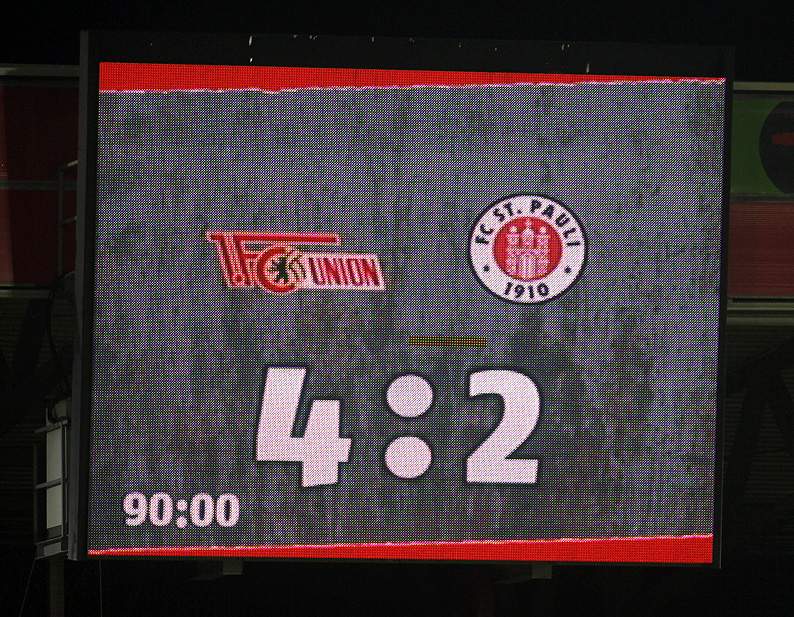 1.FC UNION
FC ST. PAULI
1910
4:2
90:00